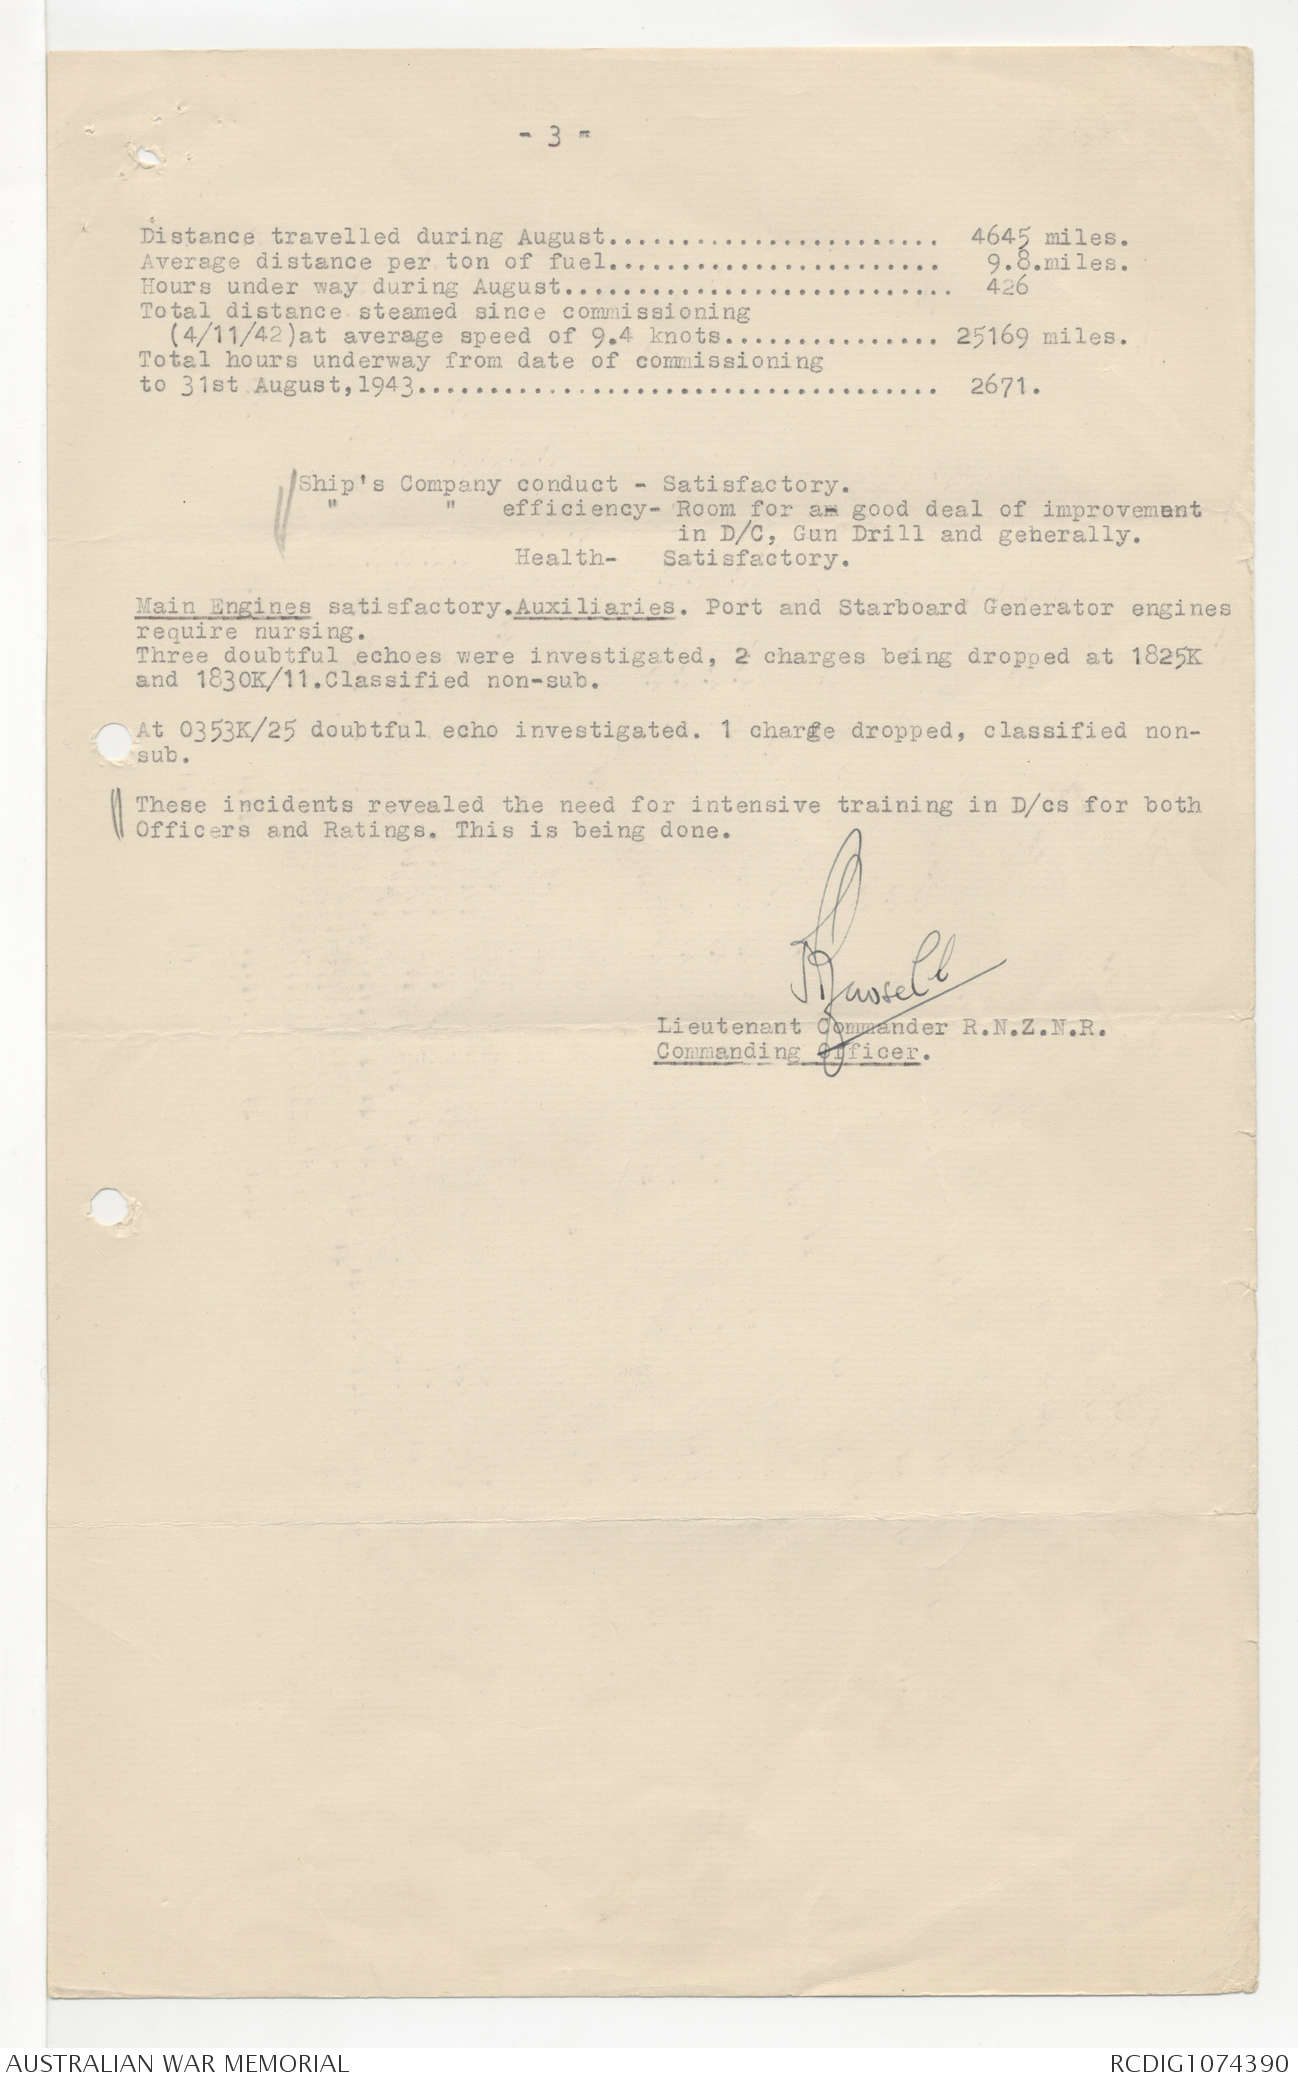 - 3 -
Distance travelled during August....................... 4645 miles.
Average distance per ton of fuel....................... 9.8.miles.
Hours under way during August........................... 426
Total distance steamed since commissioning
(4/11/42)at average speed of 9.4 knots............... 25169 miles.
Total hours underway from date of commissioning
to 31st August,1943.................................... 2671.
Ship's Company conduct - Satisfactory.
" " efficiency- Room for a good deal of improvement
in D/C, Gun Drill and generally.
Health- Satisfactory.
Main Engines satisfactory.Auxiliaries. Port and Starboard Generator engines
require nursing.
Three doubtful echoes were investigated, 2 charges being dropped at 1825K
and 1830K/11.Classified non-sub.
At 0353K/25 doubtful echo investigated. 1 charge dropped, classified non-
sub.
These incidents revealed the need for intensive training in D/cs for both
Officers and Ratings. This is being done.
Lieutenant Commander R.N.Z.N.R.
Commanding Officer.
AUSTRALIAN WAR MEMORIAL
RCDIG1074390